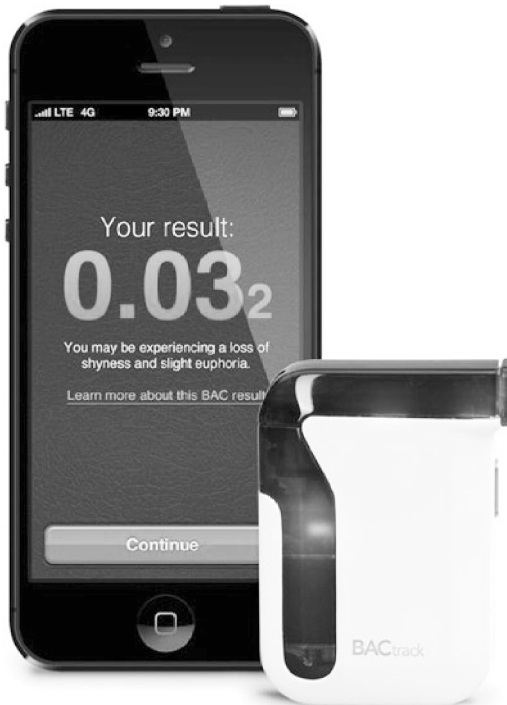 LTE 4G 9:30 PM
Your result:
0.032
You may be experiencing a loss of
shyness and slight euphoria.
Learn more about this BAC result
Continue
BACtrack